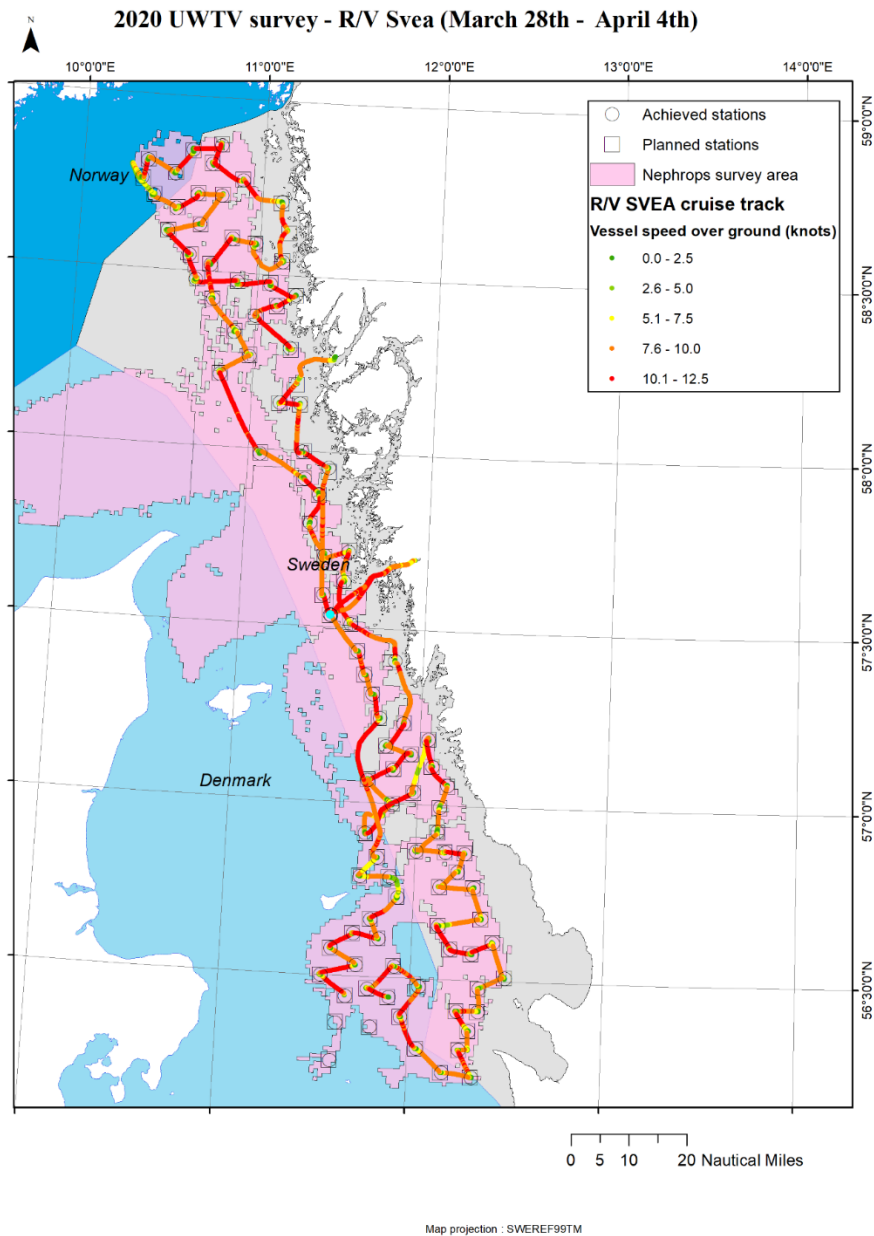 2020 UWTV survey - R/V Svea (March 28th - April 4th)
N
10°0'0"E
11°0'0"E
12°0'0"E
13°0'0"E
14°0'0"E
Achieved stations
Planned stations
Nephrops survey area
R/V SVEA cruise track
Vessel speed over ground (knots)
0.0 - 2.5
2.6 - 5.0
5.1 - 7.5
7.6 - 10.0
10.1 - 12.5
Norway
Sweden
Denmark
59°0'0"N
58°30'0"N
58°0'0"N
57°30'0"N
57°0'0"N
56°30'0"N
0 5 10 20 Nautical Miles
Map projection : SWEREF99TM